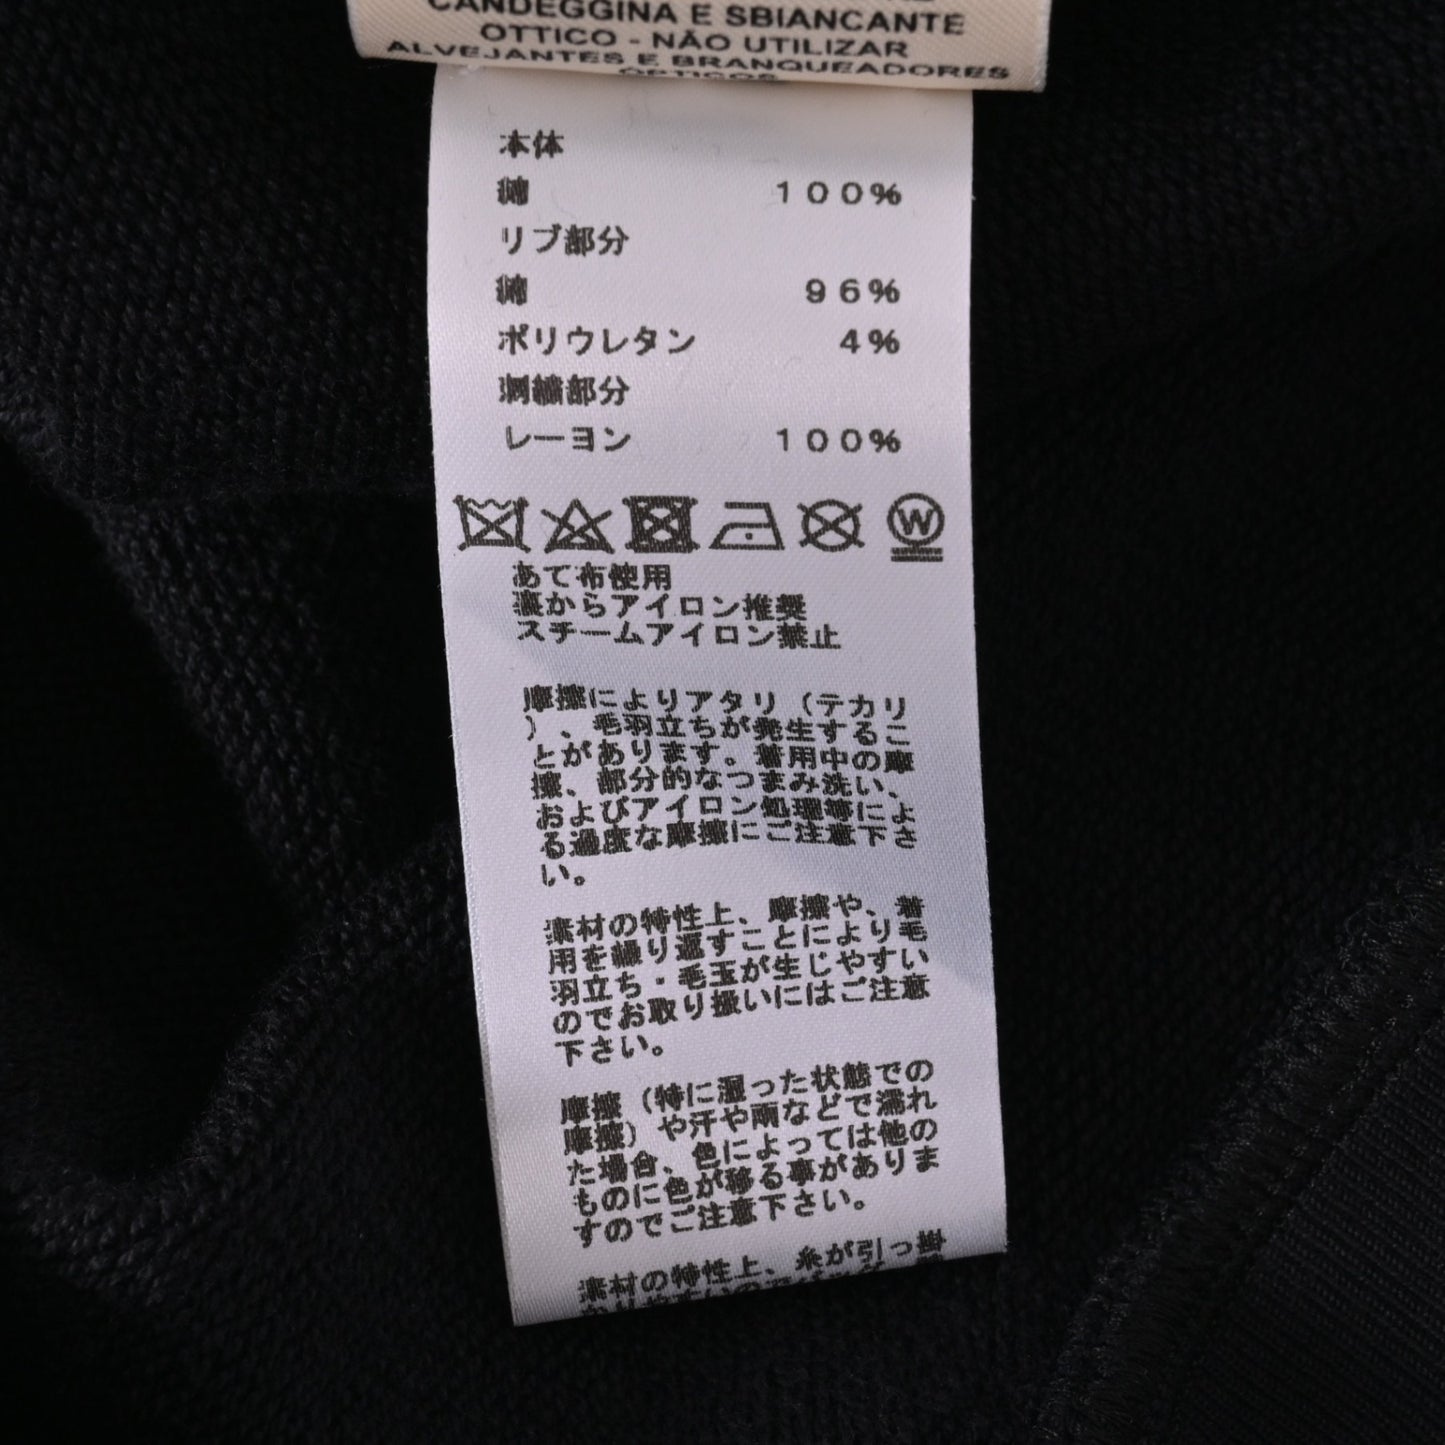 CANDEGGINA E SBIANCANTE
OTTICO - NÃO UTILIZAR
ALVEJANTES E BRANQUEADORES
ÓPTICOS
本体
綿 100%
リブ部分
綿 96%
ポリウレタン 4%
刺繍部分
レーヨン 100%
W
あて布使用
裏からアイロン推奨
スチームアイロン禁止
摩擦によりアタリ（テカリ
）、毛羽立ちが発生するこ
とがあります。着用中の摩
擦、部分的なつまみ洗い、
およびアイロン処理等によ
る過度な摩擦にご注意下さ
い。
素材の特性上、摩擦や、着
用を繰り返すことにより毛
羽立ち・毛玉が生じやすい
のでお取り扱いにはご注意
下さい。
摩擦（特に湿った状態での
摩擦）や汗や雨などで濡れ
た場合、色によっては他の
ものに色が移る事がありま
すのでご注意下さい。
素材の特性上、糸が引っ掛
かりやすいので